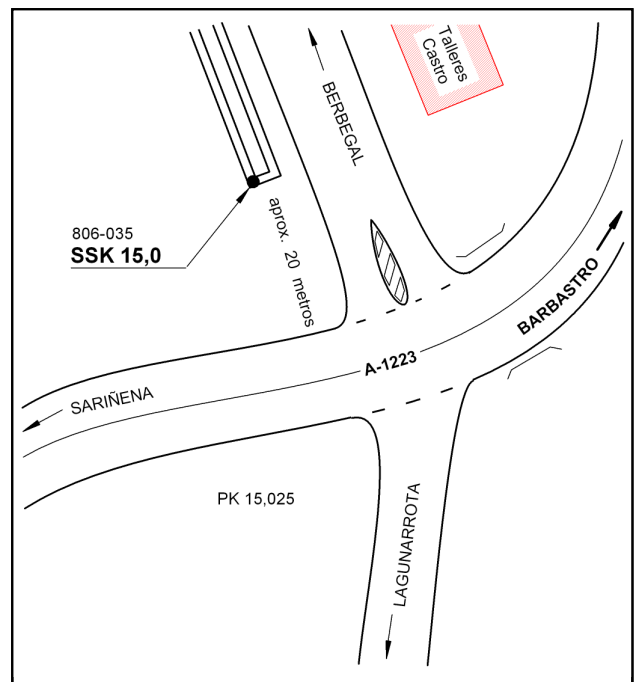 Talleres
Castro
BERBEGAL
806-035
SSK 15,0
aprox. 20 metros
BARBASTRO
A-1223
SARIÑENA
PK 15,025
LAGUNARROTA